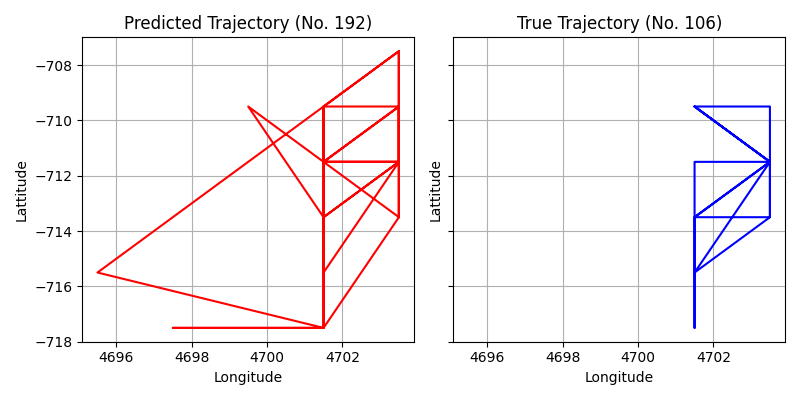 Predicted Trajectory (No. 192)
True Trajectory (No. 106)
Lattitude
−708
−710
−712
−714
−716
−718
4696 4698 4700 4702
Longitude
Lattitude
4696 4698 4700 4702
Longitude